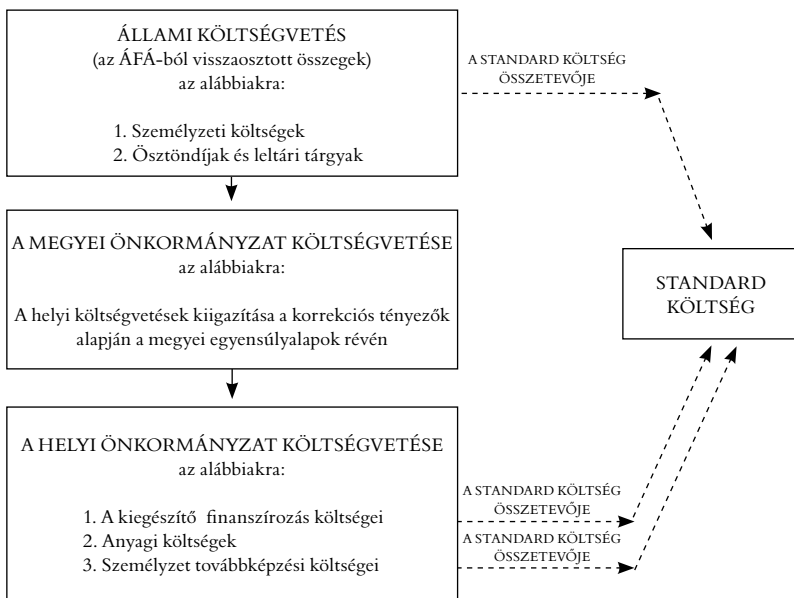 ÁLLAMI KÖLTSÉGVETÉS
(az ÁFÁ-ból visszaosztott összegek)
az alábbiakra:
1. Személyzeti költségek
2. Ösztöndíjak és leltári tárgyak
A STANDARD KÖLTSÉG
ÖSSZETEVŐJE
A MEGYEI ÖNKORMÁNYZAT KÖLTSÉGVETÉSE
az alábbiakra:
A helyi költségvetések kiigazítása a korrekciós tényezők
alapján a megyei egyensúlyalapok révén
STANDARD
KÖLTSÉG
A HELYI ÖNKORMÁNYZAT KÖLTSÉGVETÉSE
az alábbiakra:
1. A kiegészítő finanszírozás költségei
2. Anyagi költségek
3. Személyzet továbbképzési költségei
A STANDARD KÖLTSÉG
ÖSSZETEVŐJE
A STANDARD KÖLTSÉG
ÖSSZETEVŐJE